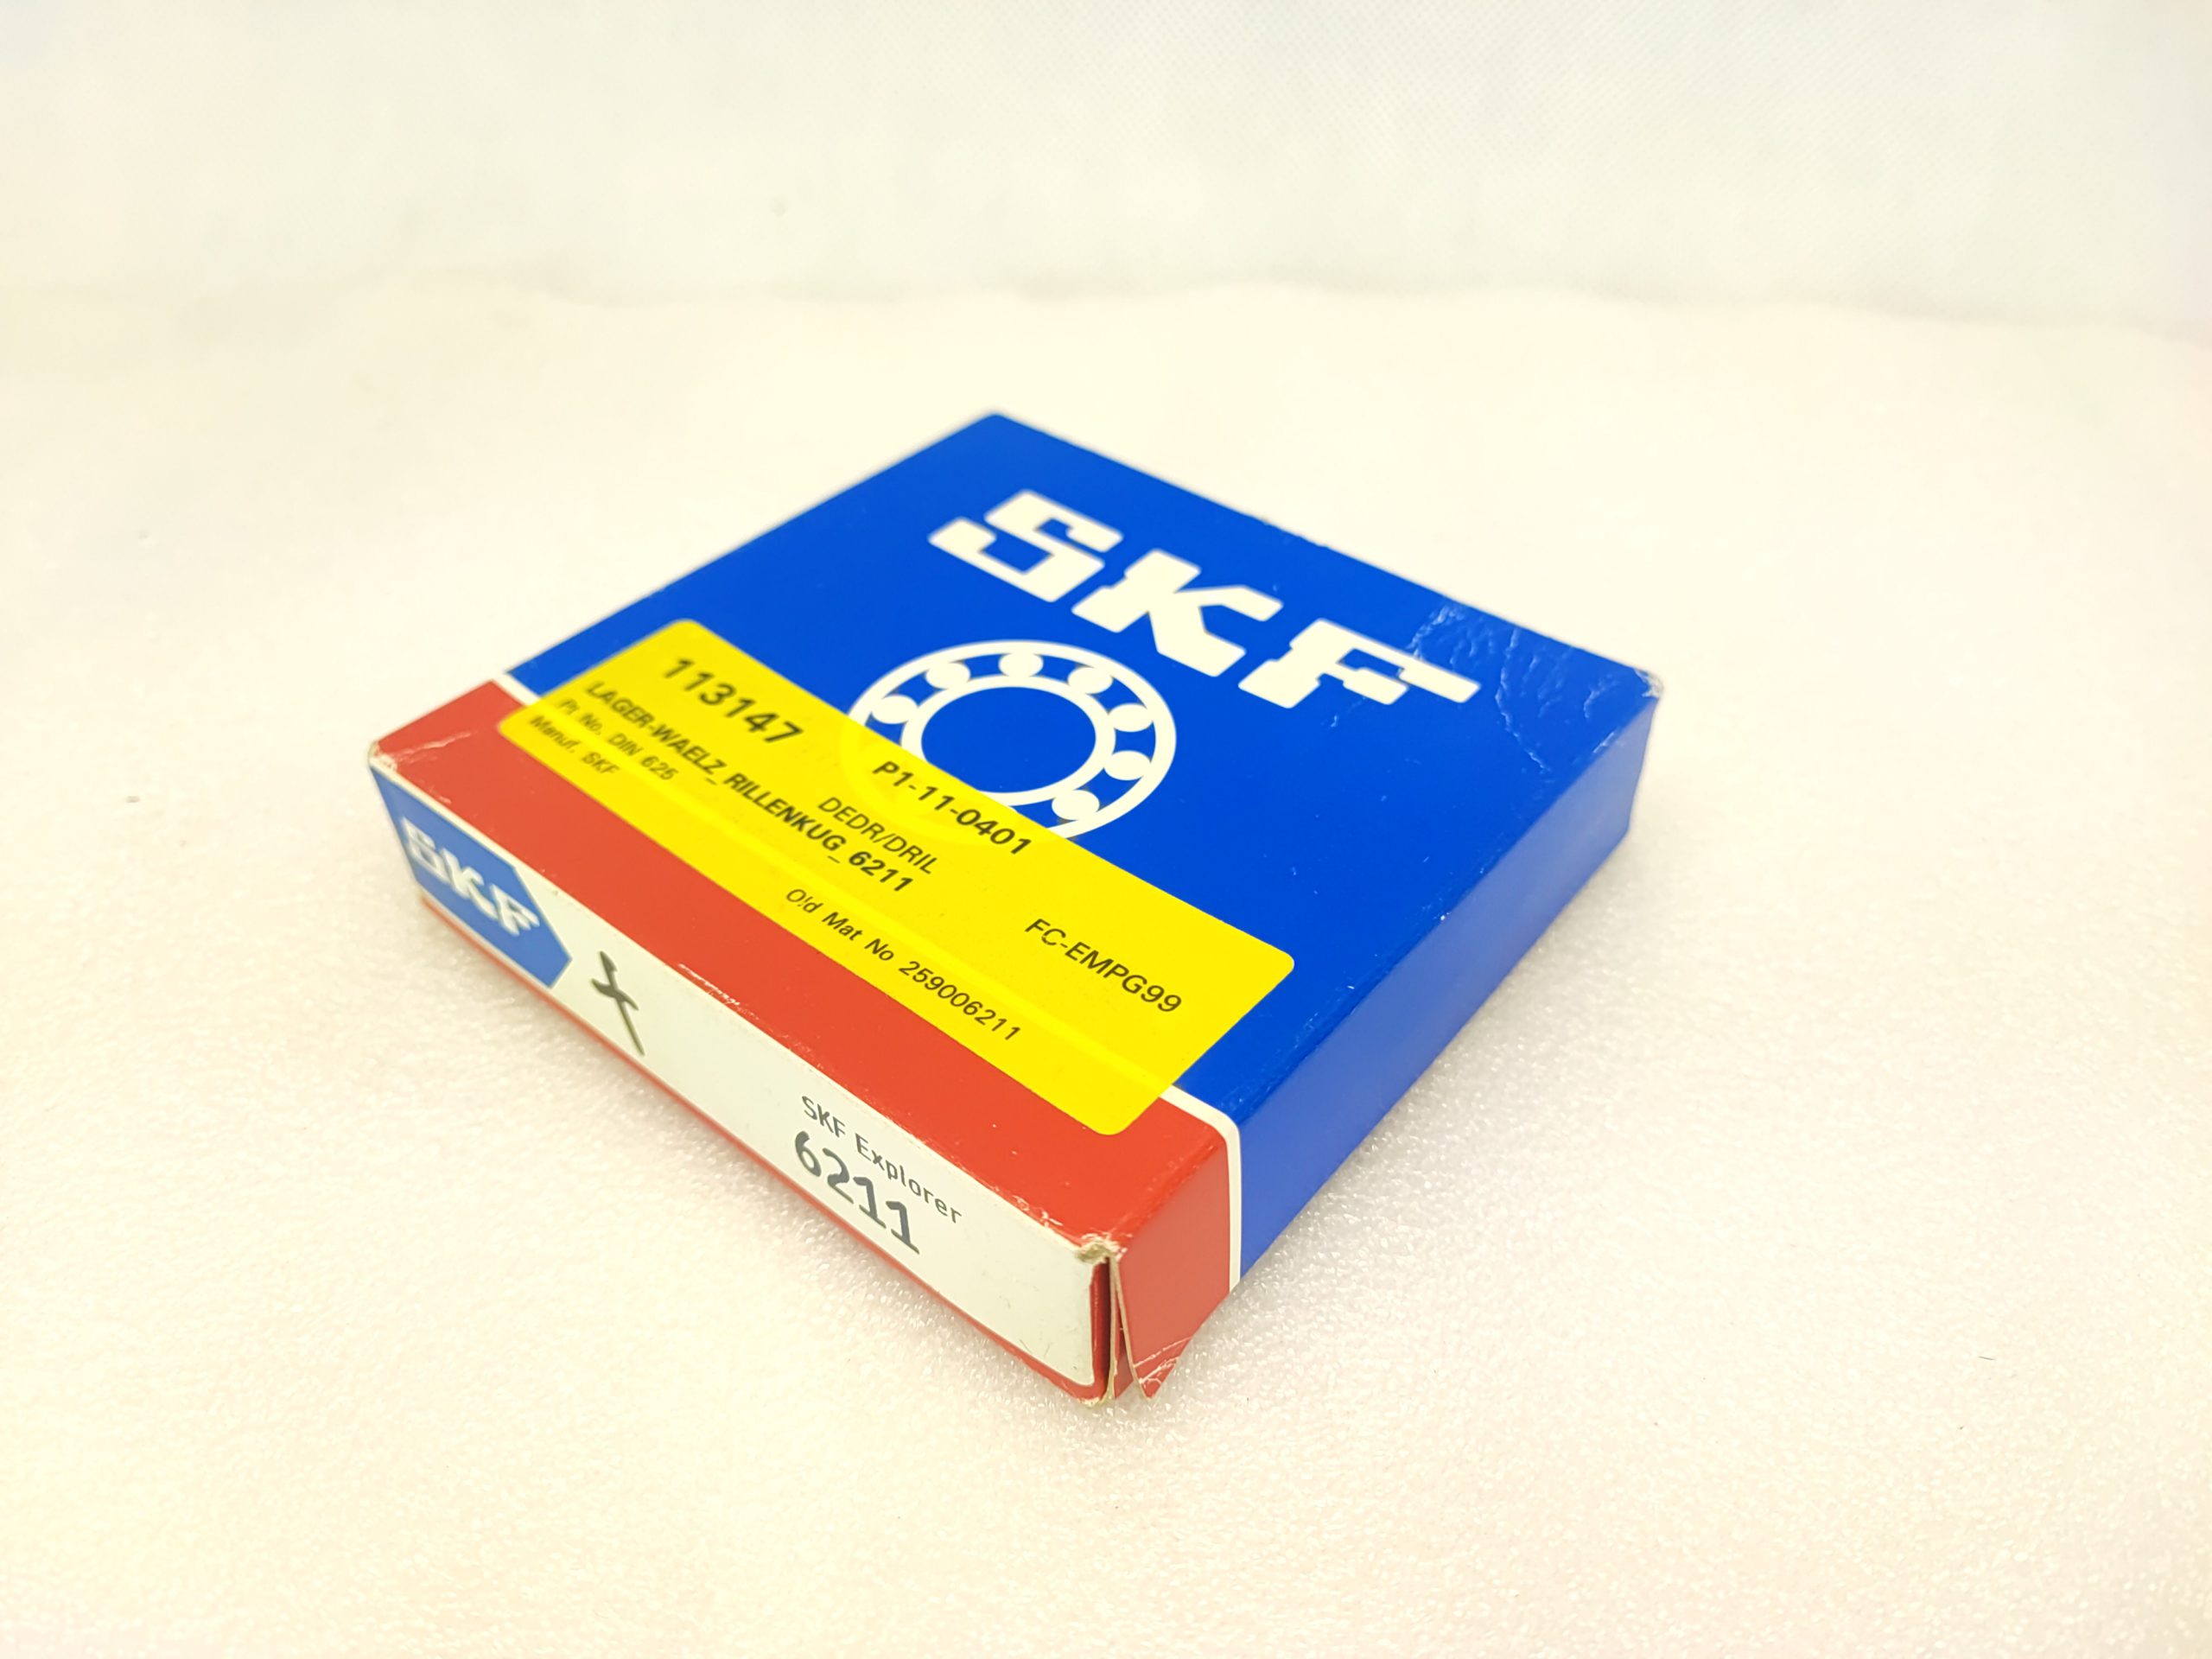 SKF
113147
P1-11-0401
DEDR/DRIL
LAGER-WAELZ_RILLENKUG_6211
FC-EMPG99
Pt No. DIN 625
Manuf. SKF
Old Mat No 259006211
SKF
SKF Explorer
6211